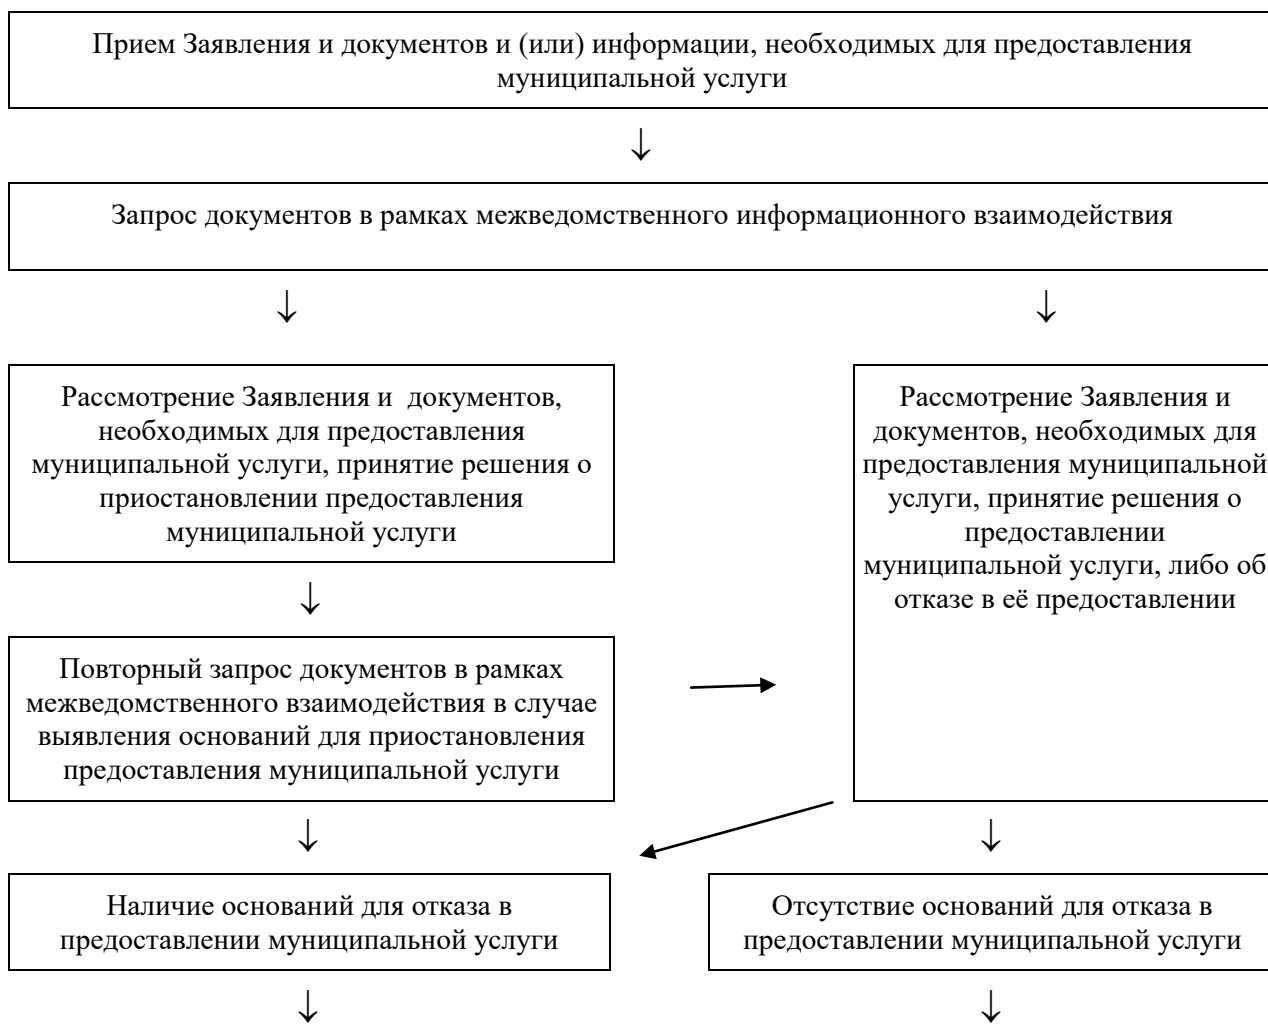 Прием Заявления и документов и (или) информации, необходимых для предоставления
муниципальной услуги
Запрос документов в рамках межведомственного информационного взаимодействия
Рассмотрение Заявления и документов,
необходимых для предоставления
муниципальной услуги, принятие решения о
приостановлении предоставления
муниципальной услуги
Рассмотрение Заявления и
документов, необходимых для
предоставления муниципальной
услуги, принятие решения о
предоставлении
муниципальной услуги, либо об
отказе в её предоставлении
Повторный запрос документов в рамках
межведомственного взаимодействия в случае
выявления оснований для приостановления
предоставления муниципальной услуги
Наличие оснований для отказа в
предоставлении муниципальной услуги
Отсутствие оснований для отказа в
предоставлении муниципальной услуги